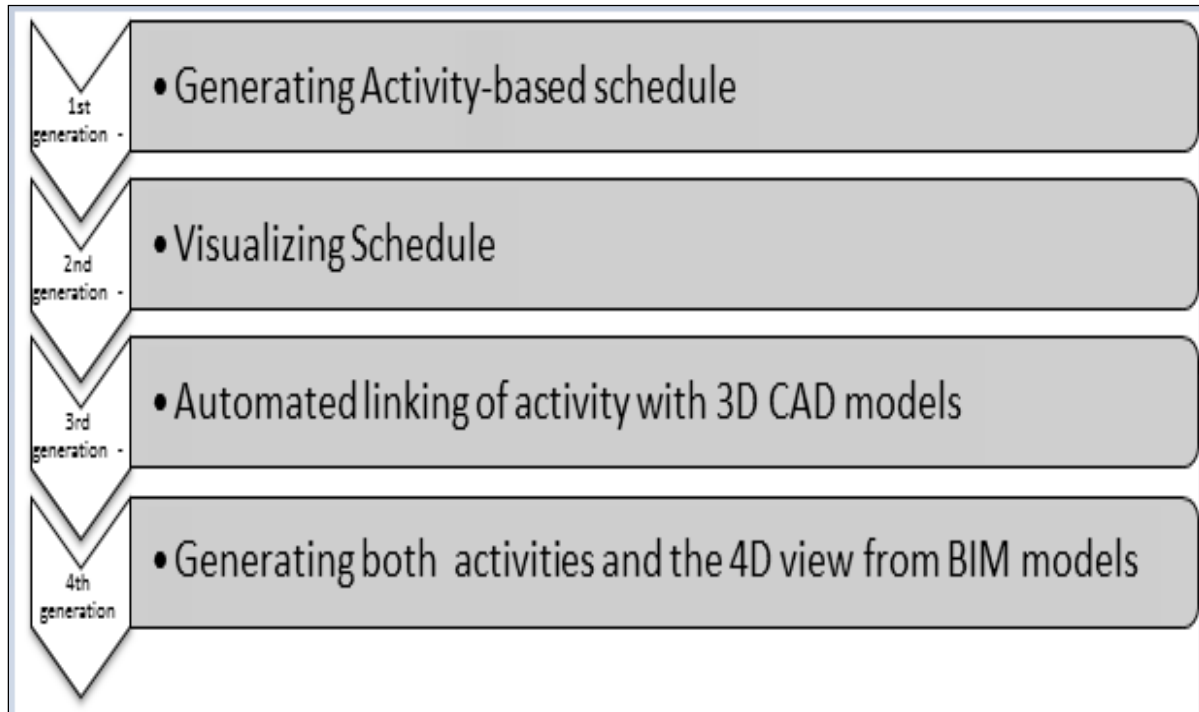 1st
generation -
• Generating Activity-based schedule
2nd
generation -
• Visualizing Schedule
3rd
generation -
• Automated linking of activity with 3D CAD models
4th
generation
• Generating both activities and the 4D view from BIM models